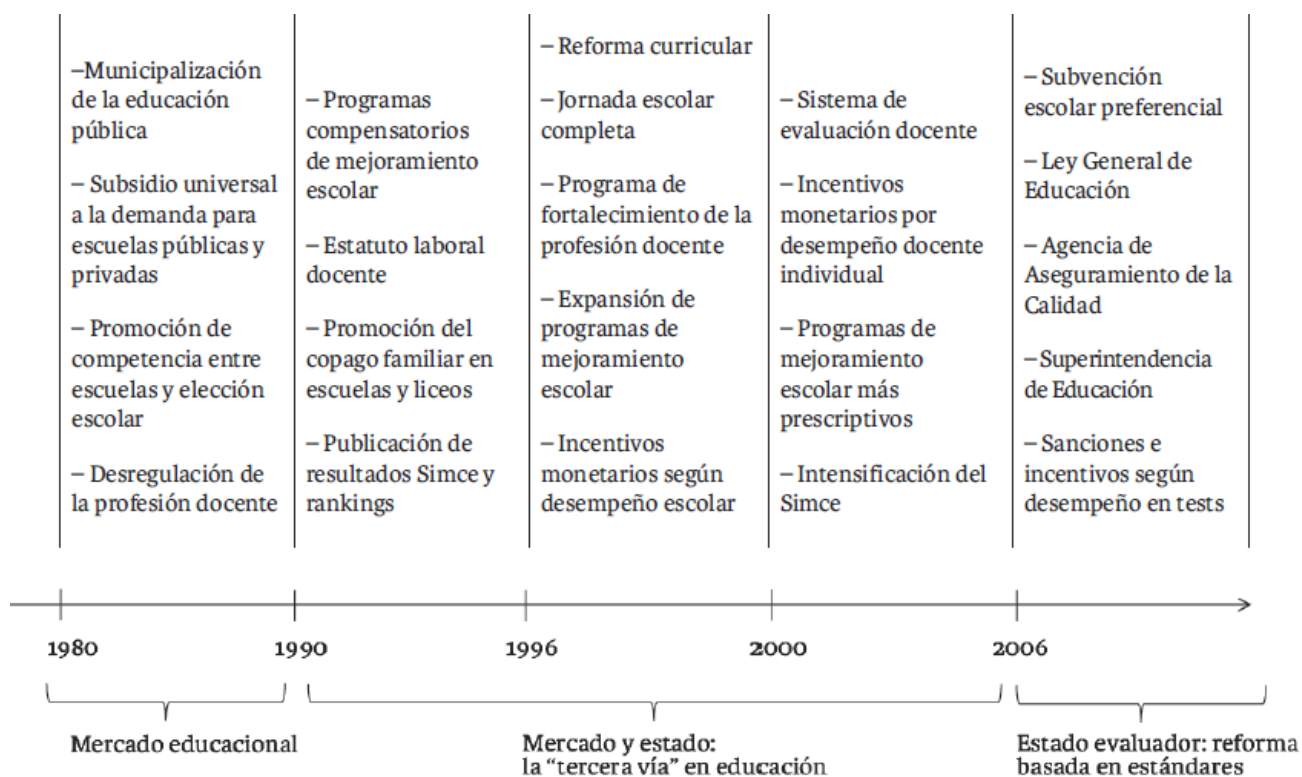 –Municipalización
de la educación
pública
– Subsidio universal
a la demanda para
escuelas públicas y
privadas
– Promoción de
competencia entre
escuelas y elección
escolar
– Desregulación de
la profesión docente
– Programas
compensatorios
de mejoramiento
escolar
– Estatuto laboral
docente
– Promoción del
copago familiar en
escuelas y liceos
– Publicación de
resultados Simce y
rankings
– Reforma curricular
– Jornada escolar
completa
– Programa de
fortalecimiento de la
profesión docente
– Expansión de
programas de
mejoramiento
escolar
– Incentivos
monetarios según
desempeño escolar
– Sistema de
evaluación docente
– Incentivos
monetarios por
desempeño docente
individual
– Programas de
mejoramiento
escolar más
prescriptivos
– Intensificación del
Simce
– Subvención
escolar preferencial
– Ley General de
Educación
– Agencia de
Aseguramiento de la
Calidad
– Superintendencia
de Educación
– Sanciones e
incentivos según
desempeño en tests
1980
1990
1996
2000
2006
Mercado educacional
Mercado y estado:
la “tercera vía” en educación
Estado evaluador: reforma
basada en estándares